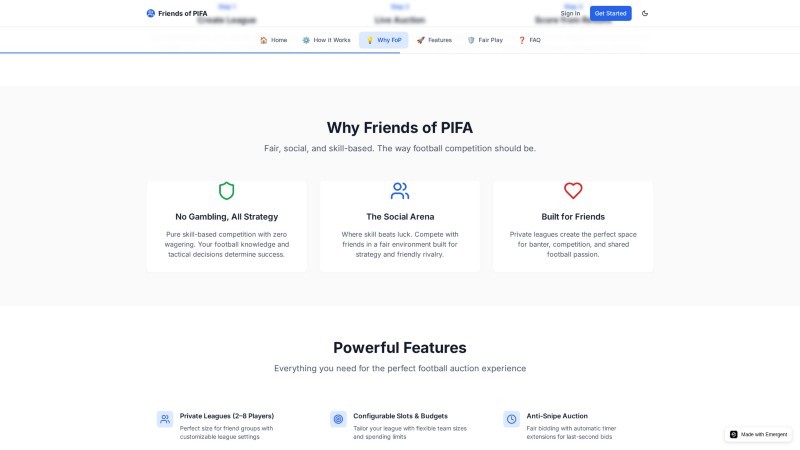 Step 1
Step 2
Step 3
Friends of PIFA
Create League
Live Auction
Sign In
Get Started
Home
How It Works
Why FoP
Features
Fair Play
FAQ
Why Friends of PIFA
Fair, social, and skill-based. The way football competition should be.
No Gambling, All Strategy
Pure skill-based competition with zero
wagering. Your football knowledge and
tactical decisions determine success.
The Social Arena
Where skill beats luck. Compete with
friends in a fair environment built for
strategy and friendly rivalry.
Built for Friends
Private leagues create the perfect space
for banter, competition, and shared
football passion.
Powerful Features
Everything you need for the perfect football auction experience
Private Leagues (2–8 Players)
Perfect size for friend groups with
customizable league settings
Configurable Slots & Budgets
Tailor your league with flexible team sizes
and spending limits
Anti-Snipe Auction
Fair bidding with automatic timer
extensions for last-second bids
Made with Emergent